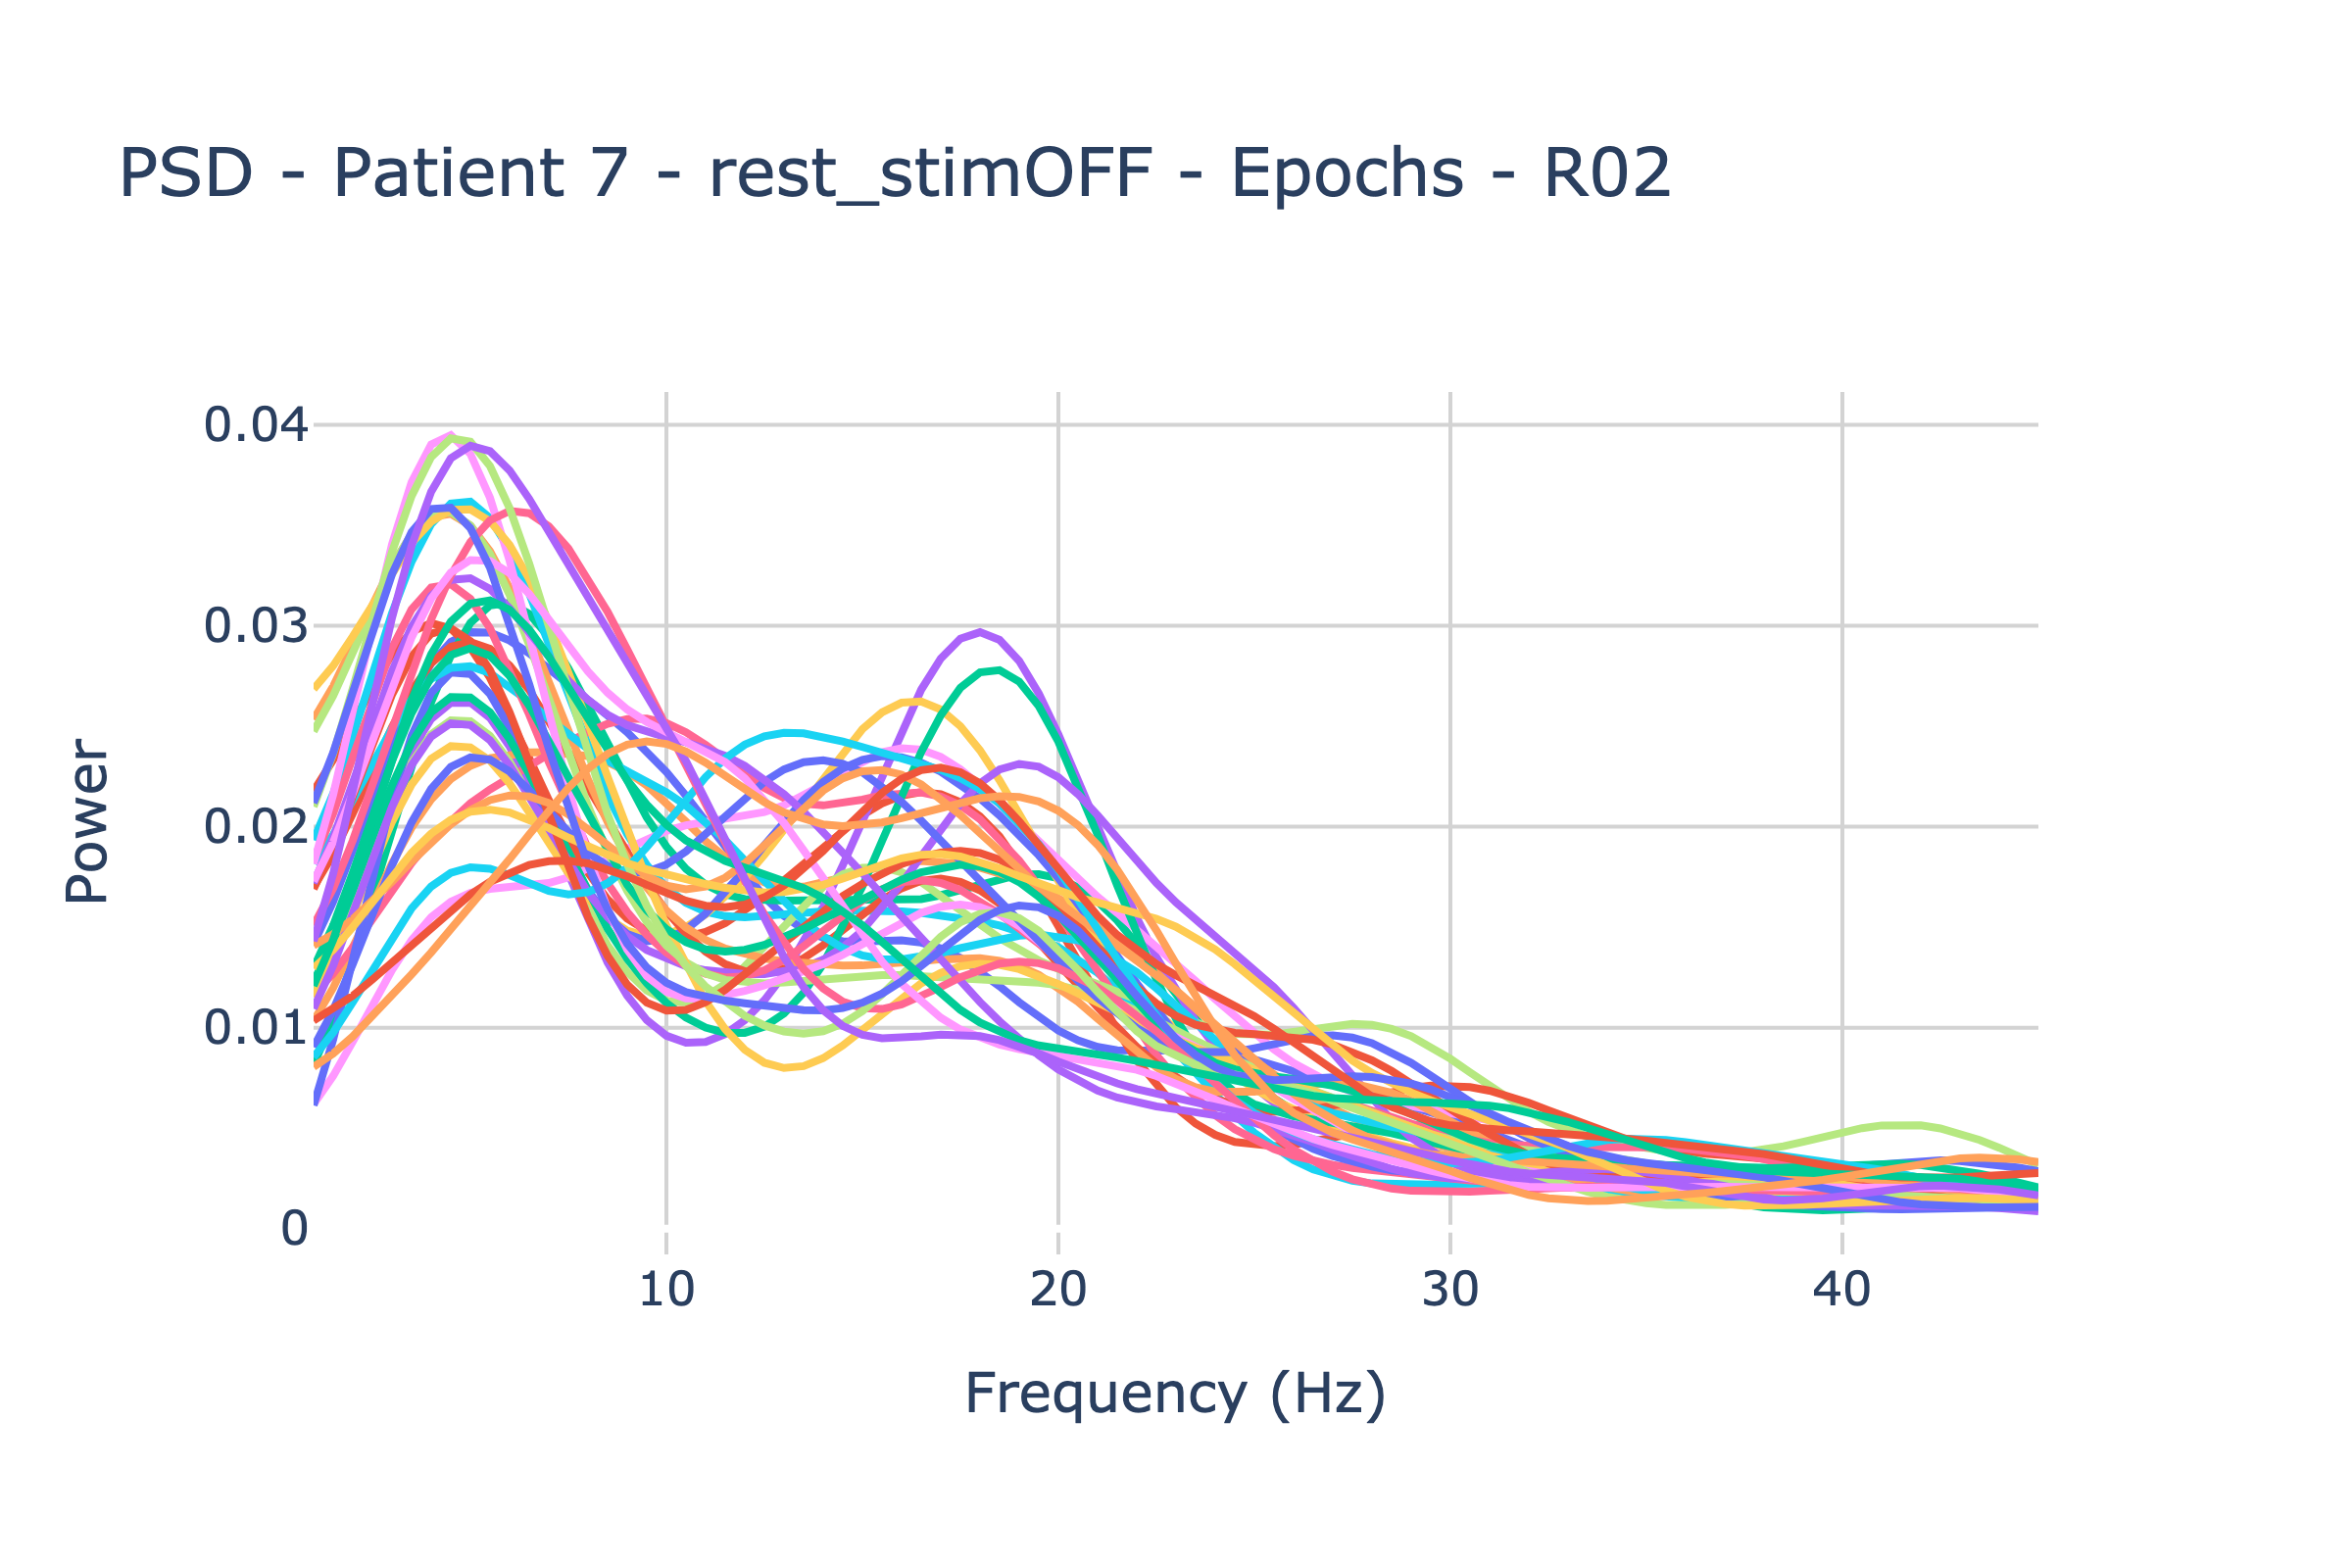 PSD - Patient 7 - rest_stimOFF - Epochs - R02
0.04
0.03
0.02
0.01
0
Power
10 20 30 40
Frequency (Hz)